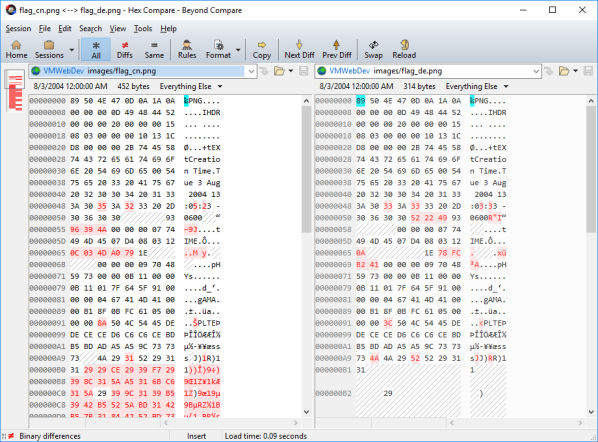 flag_cn.png <--> flag_de.png - Hex Compare - Beyond Compare
Session File Edit Search View Tools Help
Home Sessions All Diffs Same Rules Format Copy Next Diff Prev Diff Swap Reload
VMWebDev images/flag_cn.png VMWebDev images/flag_de.png
8/3/2004 12:00:00 AM 452 bytes Everything Else 8/3/2004 12:00:00 AM 314 bytes Everything Else
00000000 89 50 4E 47 0D 0A 1A 0A ‰PNG.... 00000000 89 50 4E 47 0D 0A 1A 0A ‰PNG....
00000008 00 00 00 0D 49 48 44 52 ....IHDR 00000008 00 00 00 0D 49 48 44 52 ....IHDR
00000010 00 00 00 20 00 00 00 15 ... .... 00000010 00 00 00 20 00 00 00 15 ... ....
00000018 08 03 00 00 00 10 13 1C ........ 00000018 08 03 00 00 00 10 13 1C ........
00000020 D8 00 00 00 2B 74 45 58 Ø...+tEX 00000020 D8 00 00 00 2B 74 45 58 Ø...+tEX
00000028 74 43 72 65 61 74 69 6F tCreatio 00000028 74 43 72 65 61 74 69 6F tCreatio
00000030 6E 20 54 69 6D 65 00 54 n Time.T 00000030 6E 20 54 69 6D 65 00 54 n Time.T
00000038 75 65 20 33 20 41 75 67 ue 3 Aug 00000038 75 65 20 33 20 41 75 67 ue 3 Aug
00000040 20 32 30 30 34 20 31 33 2004 13 00000040 20 32 30 30 34 20 31 33 2004 13
00000048 3A 30 35 3A 32 33 20 2D :05:23 - 00000048 3A 30 33 3A 33 33 20 2D :03:33 -
00000050 30 36 30 30 93 0600“ 00000050 30 36 30 30 52 22 49 93 0600R"I“
00000055 96 39 4A 00 00 00 07 74 –9J....t 00000058 00 00 00 07 74 ....t
0000005D 49 4D 45 07 D4 08 03 12 IME.Ô... 0000005D 49 4D 45 07 D4 08 03 12 IME.Ô...
00000065 0C 03 4D A0 79 1E ..M y. 00000065 0A 1E 78 FC . .xü
0000006B 00 00 00 09 70 48 ....pH 00000069 B2 41 00 00 00 09 70 48 ²A....pH
00000071 59 73 00 00 0B 11 00 00 Ys...... 00000071 59 73 00 00 0B 11 00 00 Ys......
00000079 0B 11 01 7F 64 5F 91 00 ....d_‘. 00000079 0B 11 01 7F 64 5F 91 00 ....d_‘.
00000081 00 00 04 67 41 4D 41 00 ...gAMA. 00000081 00 00 04 67 41 4D 41 00 ...gAMA.
00000089 00 B1 8F 0B FC 61 05 00 .±..üa.. 00000089 00 B1 8F 0B FC 61 05 00 .±..üa..
00000091 00 00 8A 50 4C 54 45 DE ..ŠPLTEÞ 00000091 00 00 3C 50 4C 54 45 DE ..<PLTEÞ
00000099 DE CE CE D6 C6 C6 CE BD ÞÎÎÖÆÆÎ½ 00000099 DE CE CE D6 C6 C6 CE BD ÞÎÎÖÆÆÎ½
000000A1 B5 BD AD A5 A5 9C 73 73 µ½-¥¥œss 000000A1 B5 BD AD A5 A5 9C 73 73 µ½-¥¥œss
000000A9 73 4A 29 31 52 29 31 s J)1R)1 000000A9 73 4A 4A 29 52 52 29 31 sJJ)RR)1
000000B0 31 29 29 CE 29 39 F7 29 1))Î)9÷) 000000B1 31 1
000000B8 39 8C 31 5A A5 31 6B C6 9Œ1Z¥1kÆ
000000C0 31 5A 29 39 9C 31 39 B5 1Z)9œ19µ 000000B2 29 )
000000C8 39 42 B5 52 5A A5 31 42 9BµRZ¥1B
Binary differences Insert Load time: 0.09 seconds